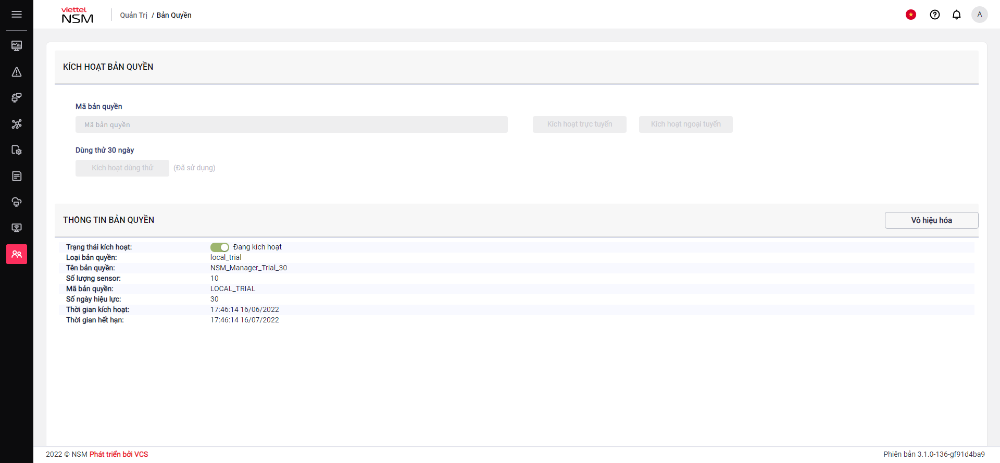 viettel
NSM
Quản Trị / Bản Quyền
A
KÍCH HOẠT BẢN QUYỀN
Mã bản quyền
Mã bản quyền
Kích hoạt trực tuyến
Kích hoạt ngoại tuyến
Dùng thử 30 ngày
Kích hoạt dùng thử (Đã sử dụng)
THÔNG TIN BẢN QUYỀN
Vô hiệu hóa
Trạng thái kích hoạt: Đang kích hoạt
Loại bản quyền: local_trial
Tên bản quyền: NSM_Manager_Trial_30
Số lượng sensor: 10
Mã bản quyền: LOCAL_TRIAL
Số ngày hiệu lực: 30
Thời gian kích hoạt: 17:46:14 16/06/2022
Thời gian hết hạn: 17:46:14 16/07/2022
2022 © NSM Phát triển bởi VCS
Phiên bản 3.1.0-136-gf91d4ba9